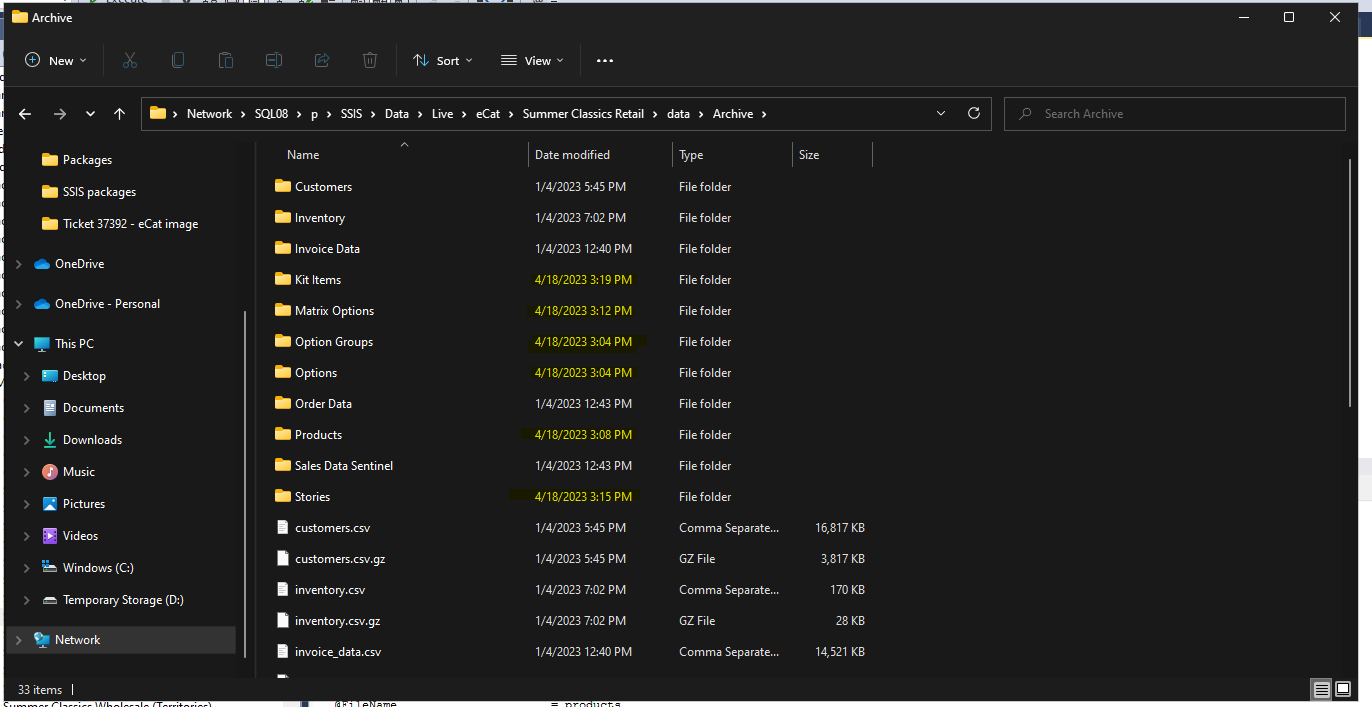 Archive
New Sort View
Network SQL08 p SSIS Data Live eCat Summer Classics Retail data Archive Search Archive
Packages
SSIS packages
Ticket 37392 - eCat image
OneDrive
OneDrive - Personal
This PC
Desktop
Documents
Downloads
Music
Pictures
Videos
Windows (C:)
Temporary Storage (D:)
Network
Name Date modified Type Size
Customers 1/4/2023 5:45 PM File folder
Inventory 1/4/2023 7:02 PM File folder
Invoice Data 1/4/2023 12:40 PM File folder
Kit Items 4/18/2023 3:19 PM File folder
Matrix Options 4/18/2023 3:12 PM File folder
Option Groups 4/18/2023 3:04 PM File folder
Options 4/18/2023 3:04 PM File folder
Order Data 1/4/2023 12:43 PM File folder
Products 4/18/2023 3:08 PM File folder
Sales Data Sentinel 1/4/2023 12:43 PM File folder
Stories 4/18/2023 3:15 PM File folder
customers.csv 1/4/2023 5:45 PM Comma Separate... 16,817 KB
customers.csv.gz 1/4/2023 5:45 PM GZ File 3,817 KB
inventory.csv 1/4/2023 7:02 PM Comma Separate... 170 KB
inventory.csv.gz 1/4/2023 7:02 PM GZ File 28 KB
invoice_data.csv 1/4/2023 12:40 PM Comma Separate... 14,521 KB
33 items
Summer Classics Wholesale (Territories) @FileName = products